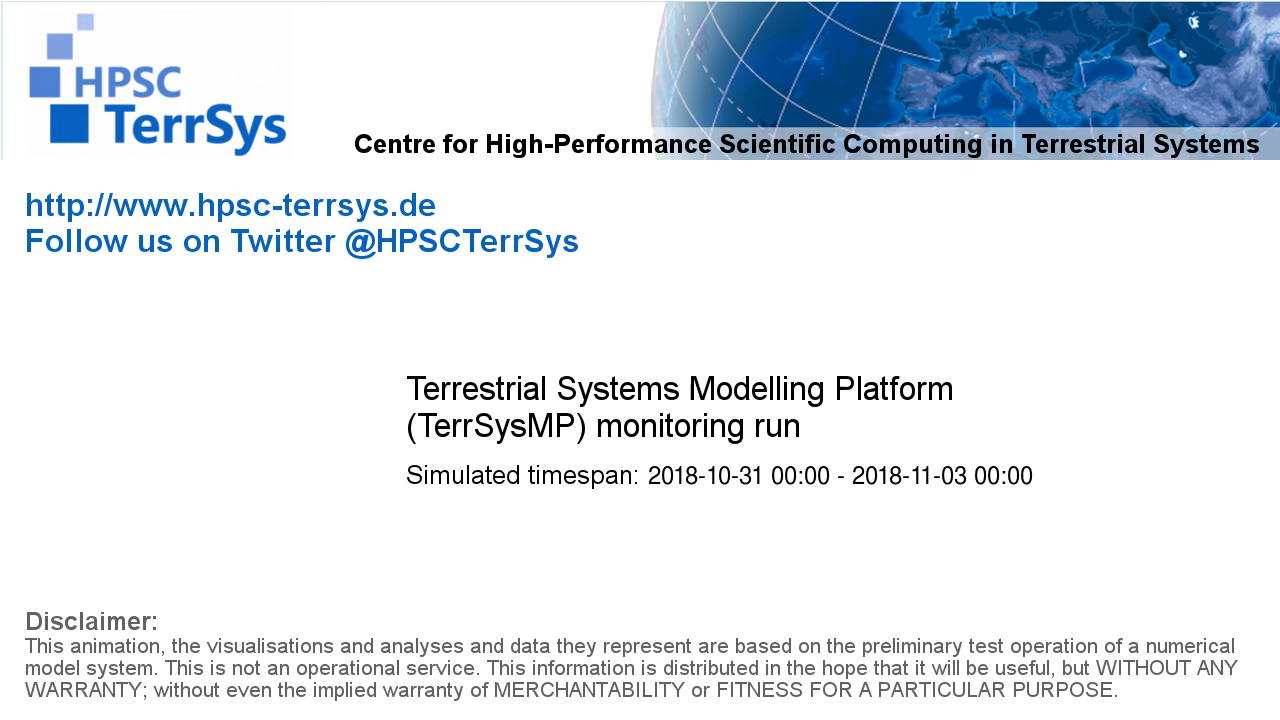 HPSC
TerrSys
Centre for High-Performance Scientific Computing in Terrestrial Systems
http://www.hpsc-terrsys.de
Follow us on Twitter @HPSCTerrSys
Terrestrial Systems Modelling Platform
(TerrSysMP) monitoring run
Simulated timespan: 2018-10-31 00:00 - 2018-11-03 00:00
Disclaimer:
This animation, the visualisations and analyses and data they represent are based on the preliminary test operation of a numerical
model system. This is not an operational service. This information is distributed in the hope that it will be useful, but WITHOUT ANY
WARRANTY; without even the implied warranty of MERCHANTABILITY or FITNESS FOR A PARTICULAR PURPOSE.